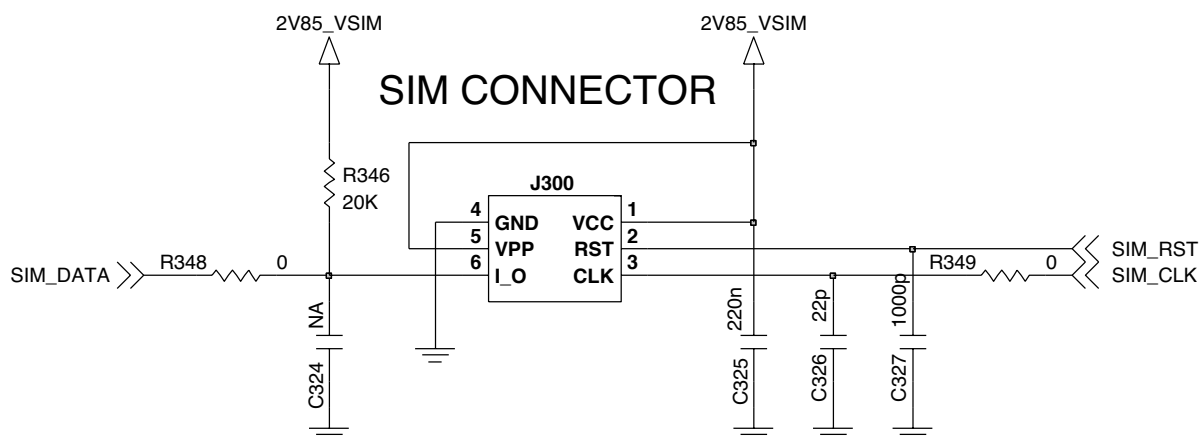 2V85_VSIM
2V85_VSIM
SIM CONNECTOR
R346
20K
J300
4
GND
VCC
1
5
VPP
RST
2
6
I_O
CLK
3
SIM_DATA
R348
0
R349
0
SIM_RST
SIM_CLK
NA
C324
220n
C325
22p
C326
1000p
C327